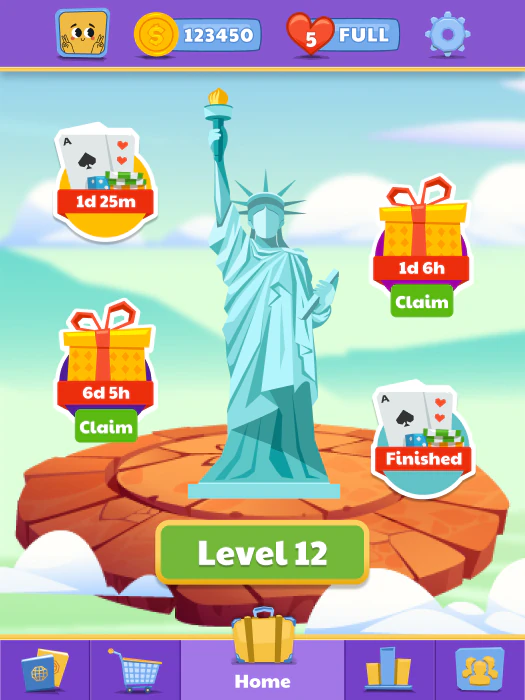 123450
5
FULL
A
1d 25m
1d 6h
Claim
6d 5h
Claim
A
Finished
Level 12
Home